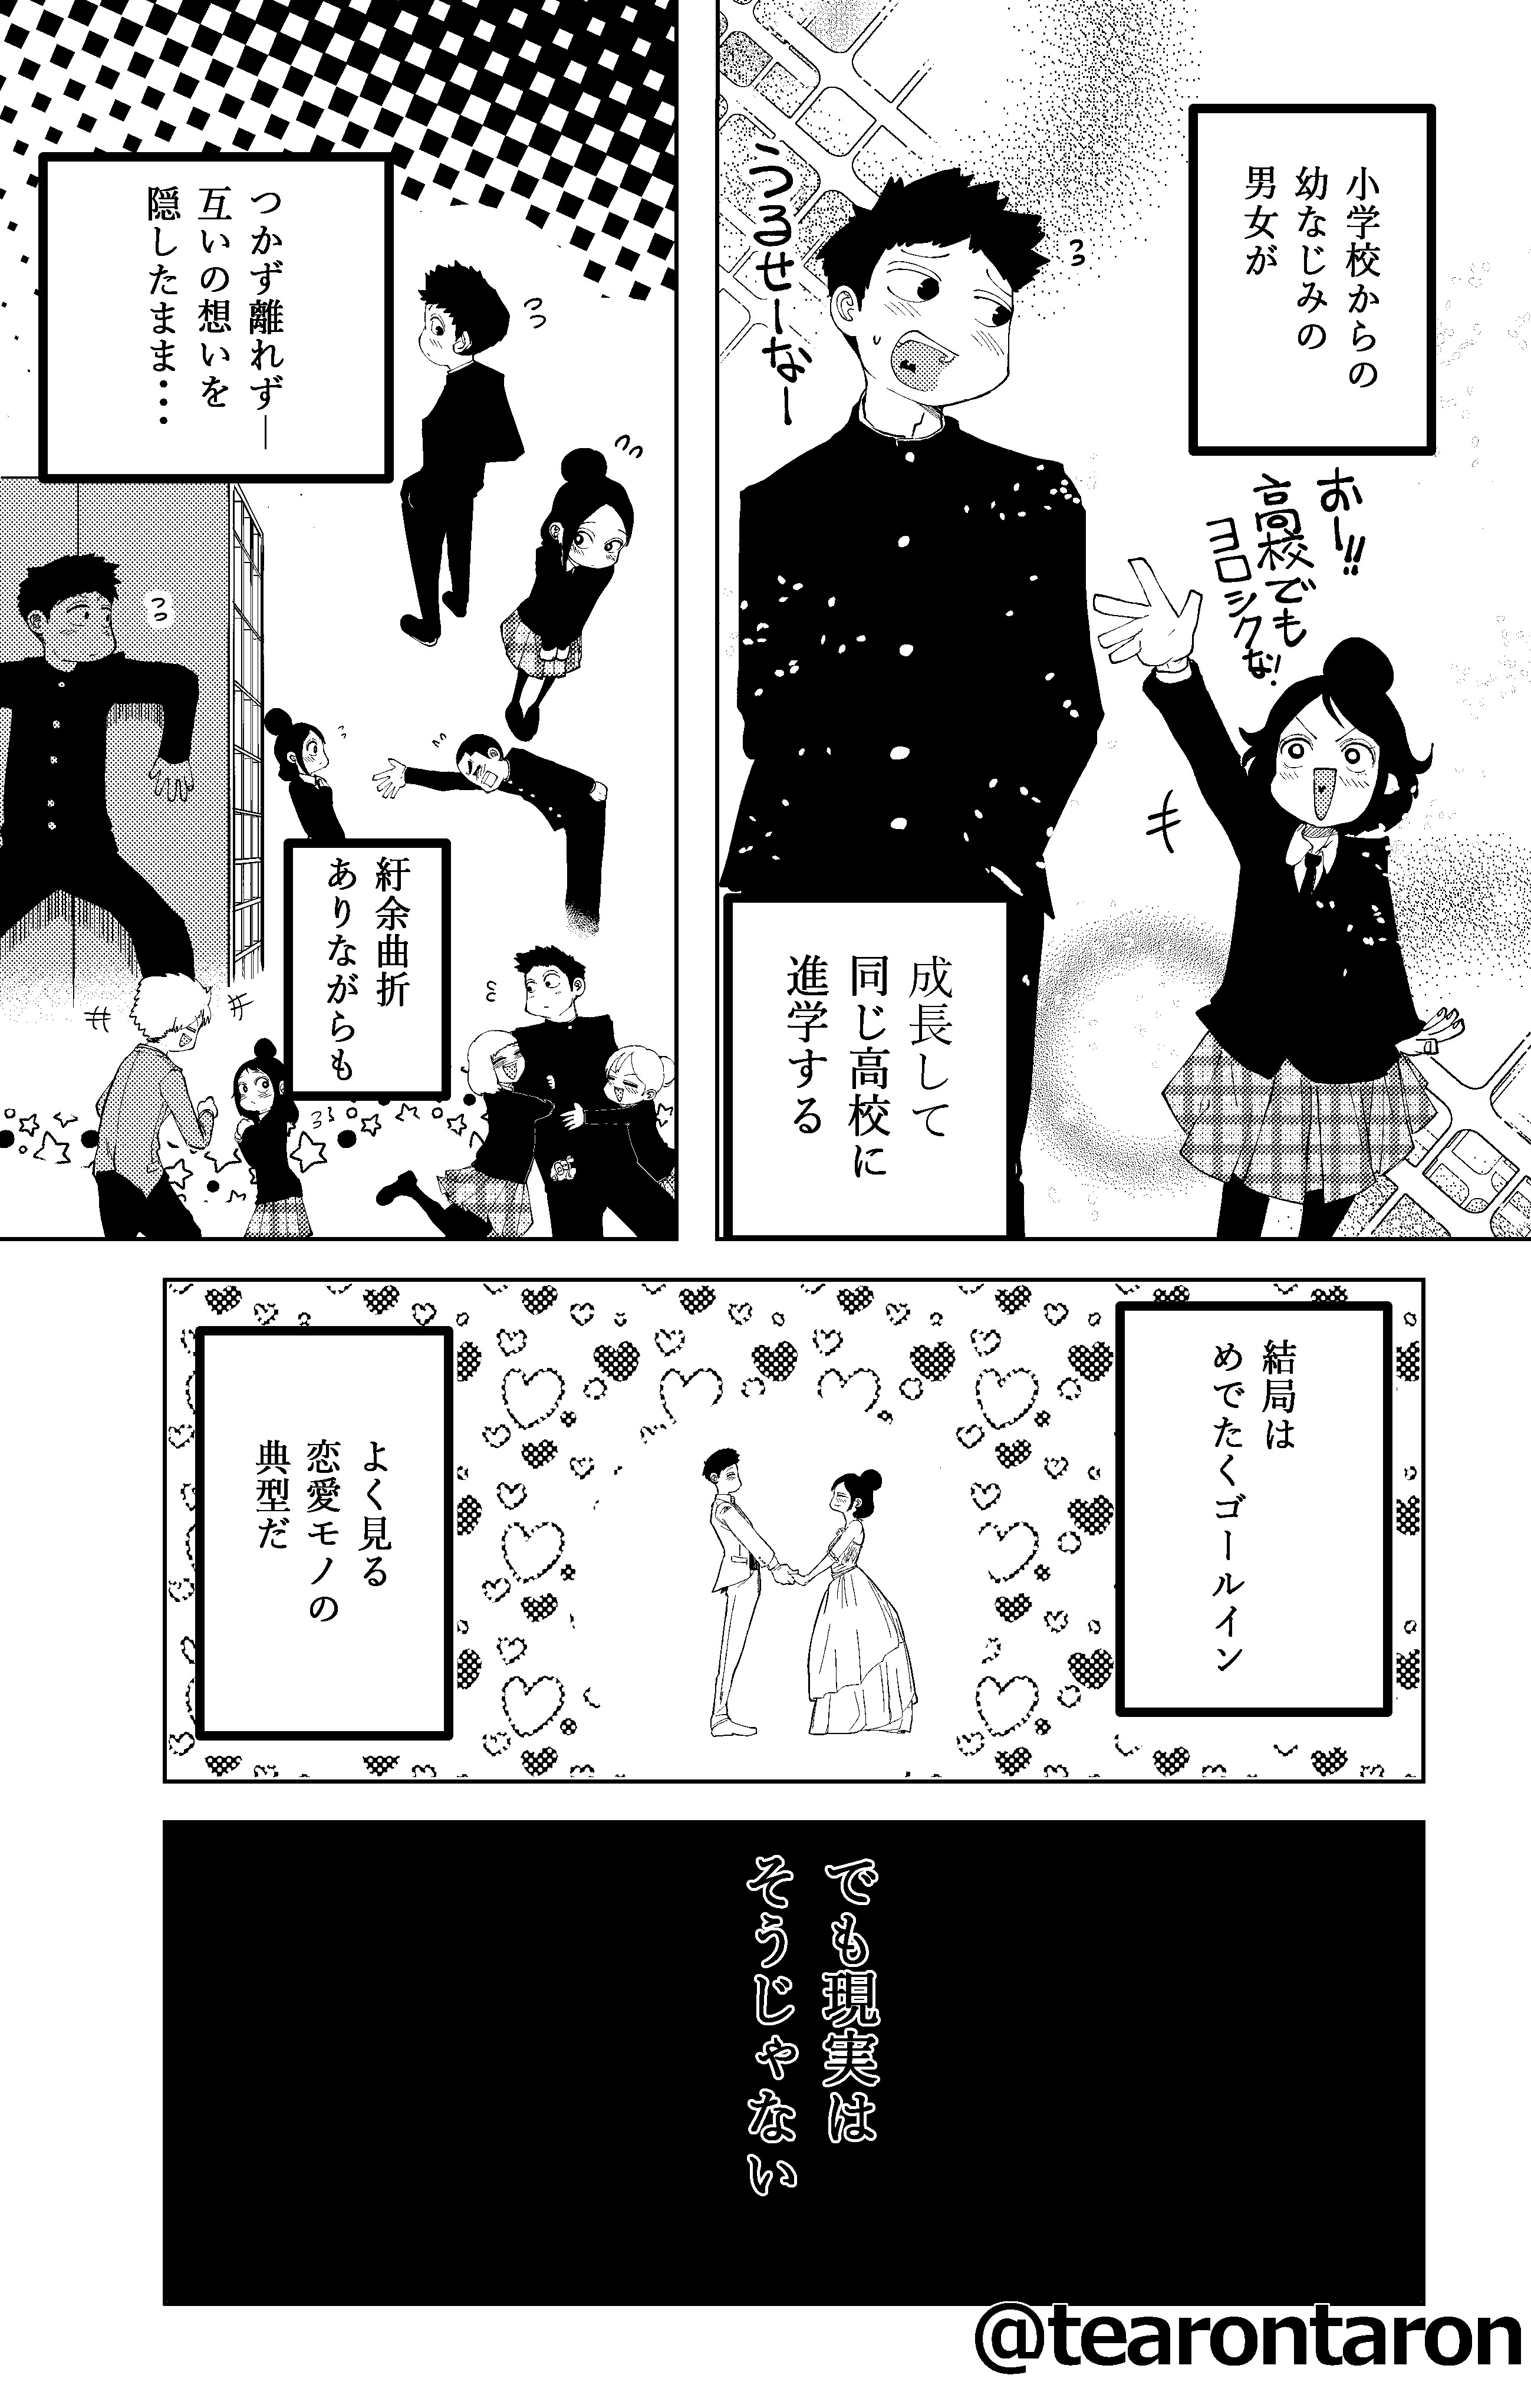 小学校からの
幼なじみの
男女が
おー!!
高校でも
ヨロシクな!
うるせーなー
成長して
同じ高校に
進学する
つかず離れず―
互いの想いを
隠したまま・・・
紆余曲折
ありながらも
結局は
めでたくゴールイン
よく見る
恋愛モノの
典型だ
でも現実は
そうじゃない
@tearontaron